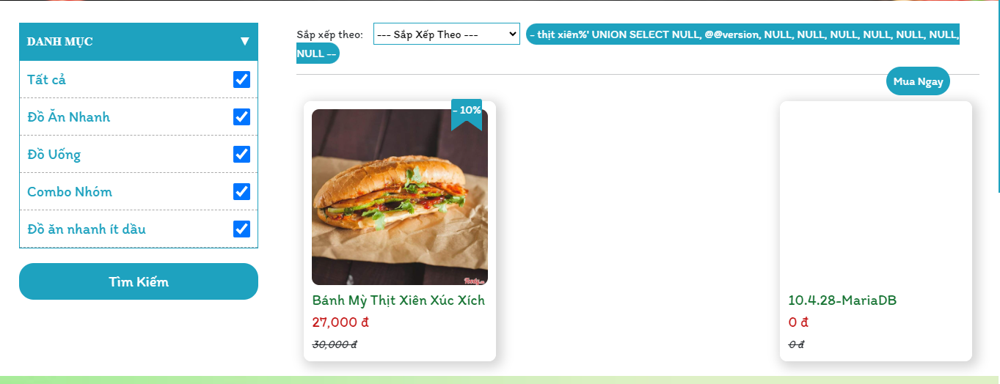 DANH MỤC ▼
Tất cả
Đồ Ăn Nhanh
Đồ Uống
Combo Nhóm
Đồ ăn nhanh ít dầu
Tìm Kiếm
Sắp xếp theo: --- Sắp Xếp Theo --- - thịt xiên%' UNION SELECT NULL, @@version, NULL, NULL, NULL, NULL, NULL, NULL,
NULL --
Mua Ngay
- 10%
Foody.vn
Bánh Mỳ Thịt Xiên Xúc Xích
27,000 đ
30,000 đ
10.4.28-MariaDB
0 đ
0 đ